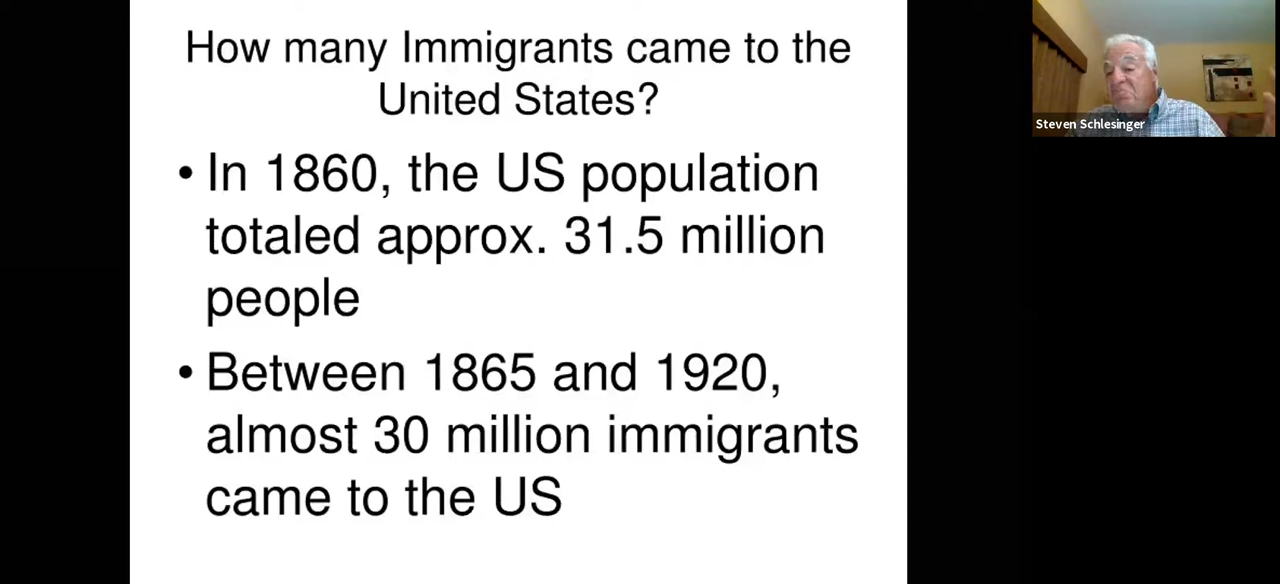 How many Immigrants came to the
United States?
• In 1860, the US population
totaled approx. 31.5 million
people
• Between 1865 and 1920,
almost 30 million immigrants
came to the US
Steven Schlesinger